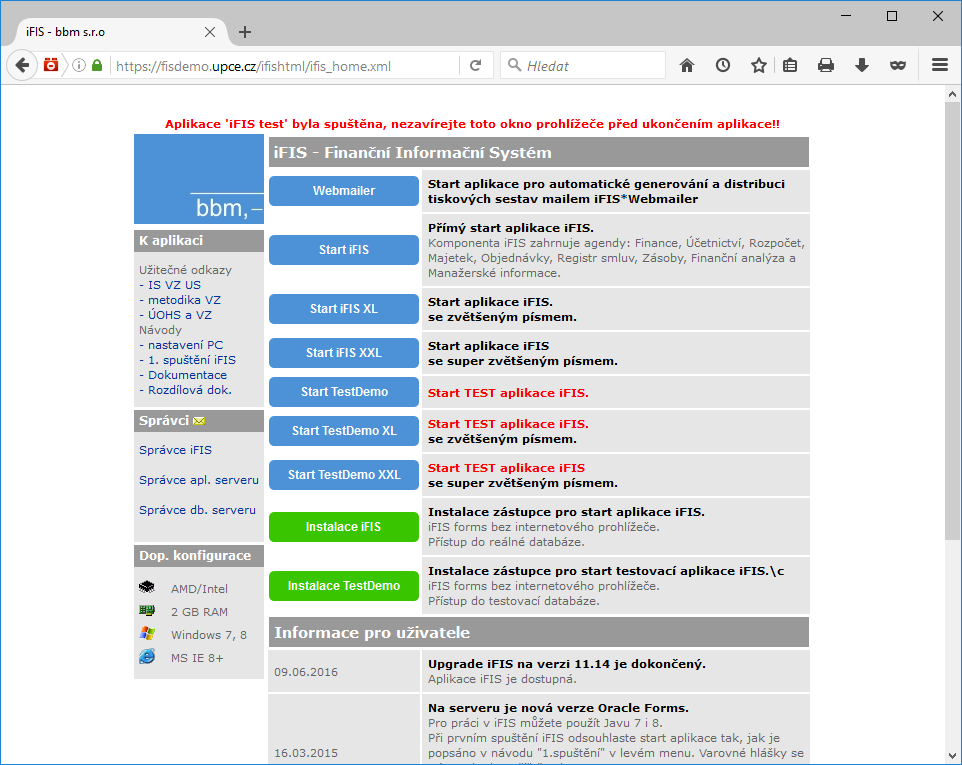 iFIS - bbm s.r.o
https://fisdemo.upce.cz/ifishtml/ifis_home.xml
Hledat
Aplikace 'iFIS test' byla spuštěna, nezavírejte toto okno prohlížeče před ukončením aplikace!!
bbm,–
K aplikaci
Užitečné odkazy
- IS VZ US
- metodika VZ
- ÚOHS a VZ
Návody
- nastavení PC
- 1. spuštění iFIS
- Dokumentace
- Rozdílová dok.
Správci
Správce iFIS
Správce apl. serveru
Správce db. serveru
Dop. konfigurace
AMD/Intel
2 GB RAM
Windows 7, 8
MS IE 8+
iFIS - Finanční Informační Systém
Webmailer
Start aplikace pro automatické generování a distribuci
tiskových sestav mailem iFIS*Webmailer
Start iFIS
Přímý start aplikace iFIS.
Komponenta iFIS zahrnuje agendy: Finance, Účetnictví, Rozpočet,
Majetek, Objednávky, Registr smluv, Zásoby, Finanční analýza a
Manažerské informace.
Start iFIS XL
Start aplikace iFIS.
se zvětšeným písmem.
Start iFIS XXL
Start aplikace iFIS
se super zvětšeným písmem.
Start TestDemo
Start TEST aplikace iFIS.
Start TestDemo XL
Start TEST aplikace iFIS.
se zvětšeným písmem.
Start TestDemo XXL
Start TEST aplikace iFIS
se super zvětšeným písmem.
Instalace iFIS
Instalace zástupce pro start aplikace iFIS.
iFIS forms bez internetového prohlížeče.
Přístup do reálné databáze.
Instalace TestDemo
Instalace zástupce pro start testovací aplikace iFIS.\c
iFIS forms bez internetového prohlížeče.
Přístup do testovací databáze.
Informace pro uživatele
09.06.2016
Upgrade iFIS na verzi 11.14 je dokončený.
Aplikace iFIS je dostupná.
16.03.2015
Na serveru je nová verze Oracle Forms.
Pro práci v iFIS můžete použít Javu 7 i 8.
Při prvním spuštění iFIS odsouhlaste start aplikace tak, jak je
popsáno v návodu "1.spuštění" v levém menu. Varovné hlášky se